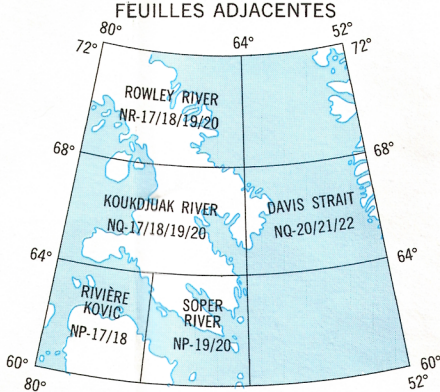 FEUILLES ADJACENTES
80° 64° 52°
72° 72°
ROWLEY RIVER
NR-17/18/19/20
68° 68°
KOUKDJUAK RIVER
NQ-17/18/19/20
DAVIS STRAIT
NQ-20/21/22
64° 64°
RIVIÈRE
KOVIC
NP-17/18
SOPER
RIVER
NP-19/20
60° 60°
80° 52°